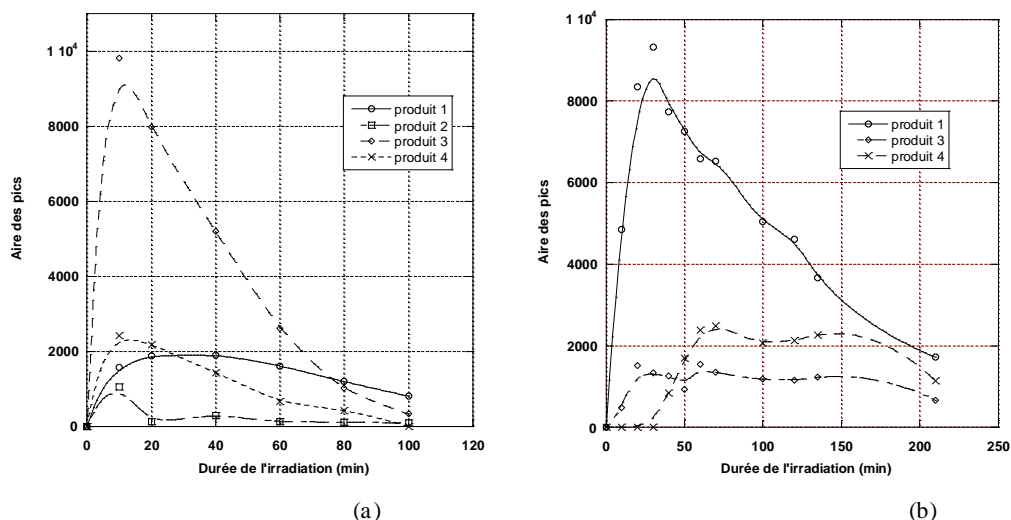 1 10⁴
8000
6000
4000
2000
0
Aire des pics
0 20 40 60 80 100 120
Durée de l'irradiation (min)
produit 1
produit 2
produit 3
produit 4
(a)
1 10⁴
8000
6000
4000
2000
0
Aire des pics
0 50 100 150 200 250
Durée de l'irradiation (min)
produit 1
produit 3
produit 4
(b)